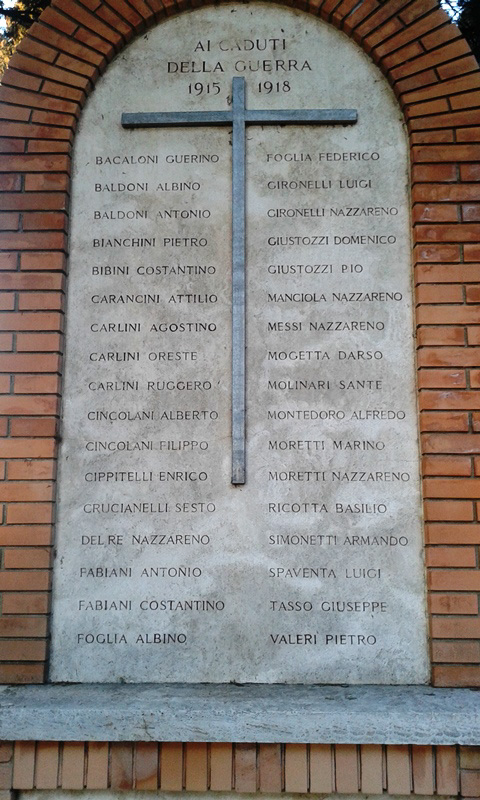 AI CADUTI
DELLA GUERRA
1915 1918
BACALONI GUERINO
BALDONI ALBINO
BALDONI ANTONIO
BIANCHINI PIETRO
BIBINI COSTANTINO
CARANCINI ATTILIO
CARLINI AGOSTINO
CARLINI ORESTE
CARLINI RUGGERO
CINCOLANI ALBERTO
CINCOLANI FILIPPO
CIPPITELLI ENRICO
CRUCIANELLI SESTO
DEL RE NAZZARENO
FABIANI ANTONIO
FABIANI COSTANTINO
FOGLIA ALBINO
FOGLIA FEDERICO
GIRONELLI LUIGI
GIRONELLI NAZZARENO
GIUSTOZZI DOMENICO
GIUSTOZZI PIO
MANCIOLA NAZZARENO
MESSI NAZZARENO
MOGETTA DARSO
MOLINARI SANTE
MONTEDORO ALFREDO
MORETTI MARINO
MORETTI NAZZARENO
RICOTTA BASILIO
SIMONETTI ARMANDO
SPAVENTA LUIGI
TASSO GIUSEPPE
VALERI PIETRO